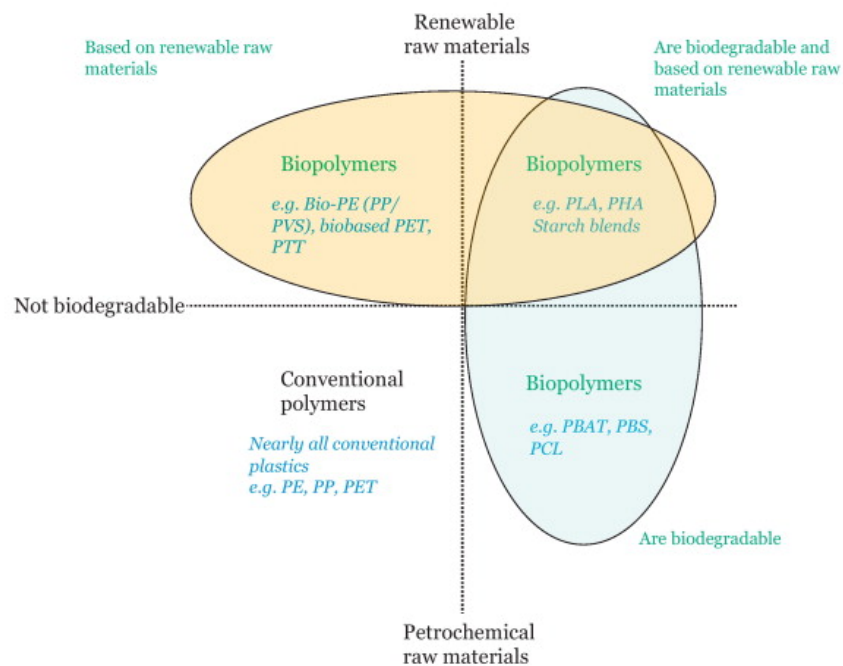 Renewable
raw materials
Based on renewable raw
materials
Are biodegradable and
based on renewable raw
materials
Biopolymers
e.g. Bio-PE (PP/
PVS), biobased PET,
PTT
Biopolymers
e.g. PLA, PHA
Starch blends
Not biodegradable
Conventional
polymers
Nearly all conventional
plastics
e.g. PE, PP, PET
Biopolymers
e.g. PBAT, PBS,
PCL
Are biodegradable
Petrochemical
raw materials